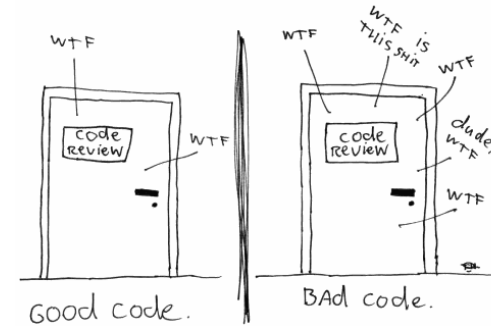 WTF
code
REVIEW
WTF
GOOD code.
WTF
WTF is
THIS SHIT
WTF
code
REVIEW
dude,
WTF
WTF
BAd code.